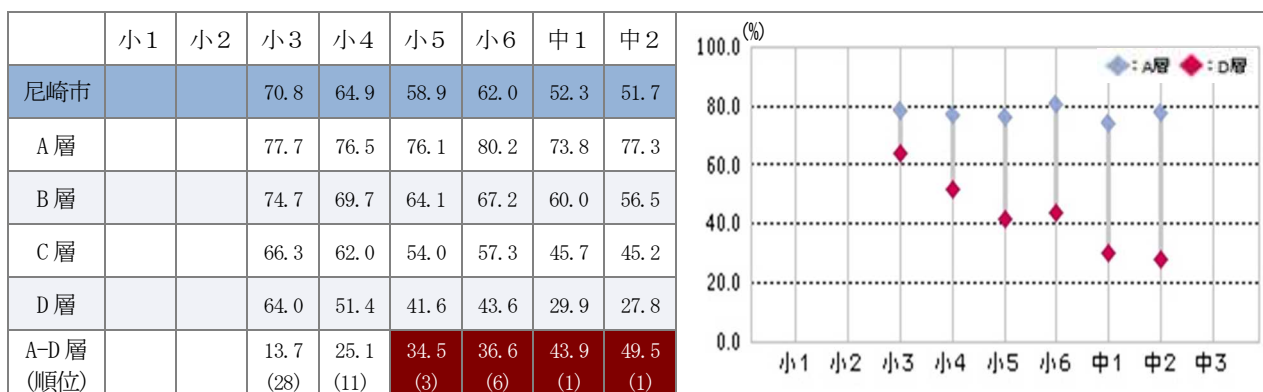 小1 小2 小3 小4 小5 小6 中1 中2
尼崎市 70.8 64.9 58.9 62.0 52.3 51.7
A層 77.7 76.5 76.1 80.2 73.8 77.3
B層 74.7 69.7 64.1 67.2 60.0 56.5
C層 66.3 62.0 54.0 57.3 45.7 45.2
D層 64.0 51.4 41.6 43.6 29.9 27.8
A-D層 13.7 25.1 34.5 36.6 43.9 49.5
(順位) (28) (11) (3) (6) (1) (1)
(%)
100.0
:A層 :D層
80.0
60.0
40.0
20.0
0.0
小1 小2 小3 小4 小5 小6 中1 中2 中3